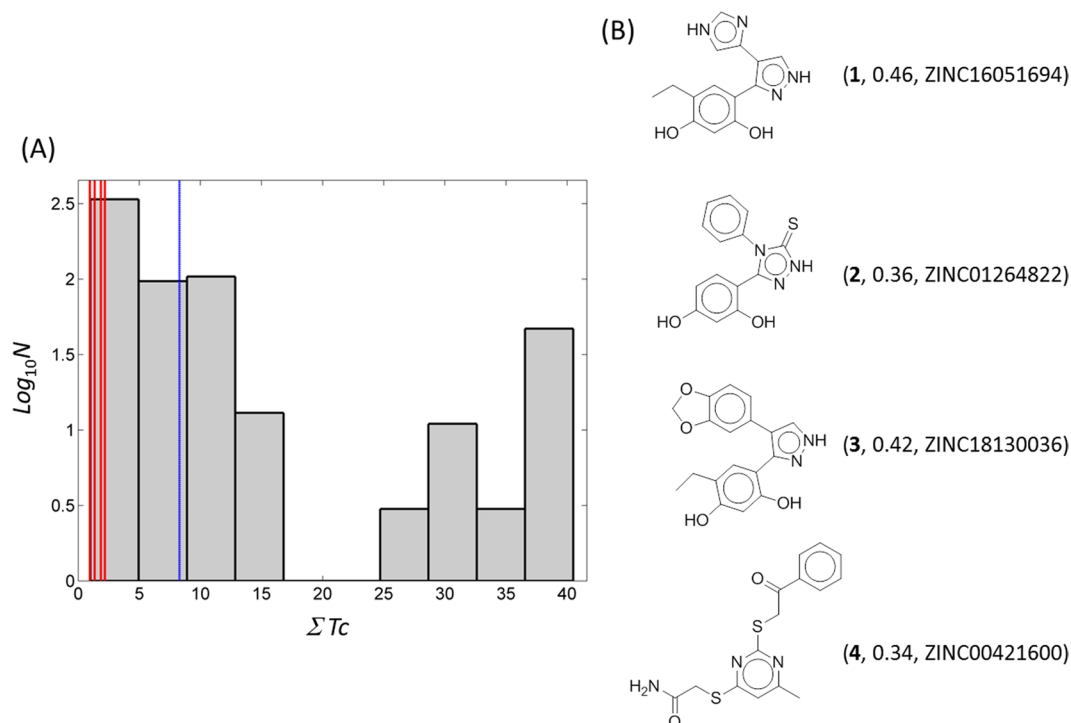 (A)
2.5
2
1.5
1
0.5
0
Log10N
0 5 10 15 20 25 30 35 40
Σ Tc
(B)
HN
N
NH
N
HO
OH
(1, 0.46, ZINC16051694)
S
N
NH
N
HO
OH
(2, 0.36, ZINC01264822)
O
O
NH
N
HO
OH
(3, 0.42, ZINC18130036)
O
S
N
N
H2N
S
O
(4, 0.34, ZINC00421600)